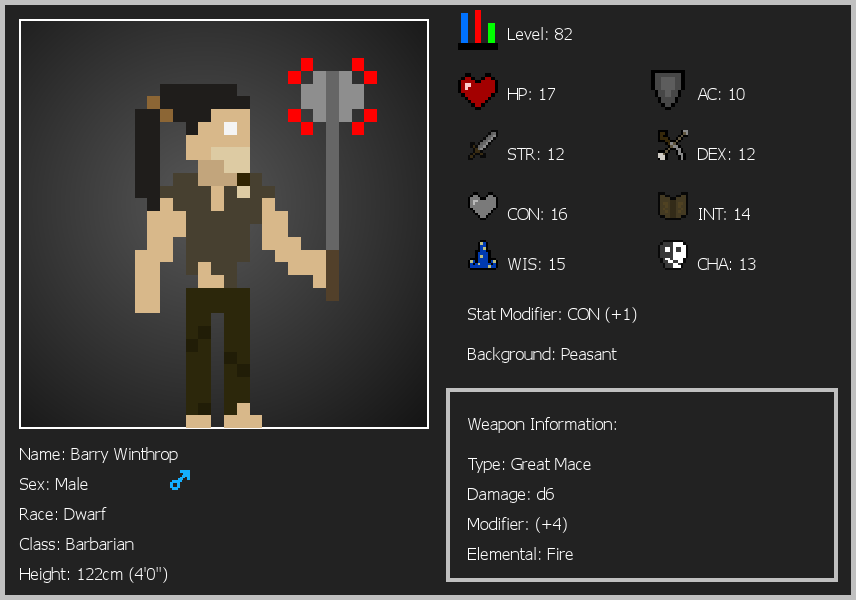 Level: 82
HP: 17
AC: 10
STR: 12
DEX: 12
CON: 16
INT: 14
WIS: 15
CHA: 13
Stat Modifier: CON (+1)
Background: Peasant
Weapon Information:
Type: Great Mace
Damage: d6
Modifier: (+4)
Elemental: Fire
Name: Barry Winthrop
Sex: Male
Race: Dwarf
Class: Barbarian
Height: 122cm (4'0")